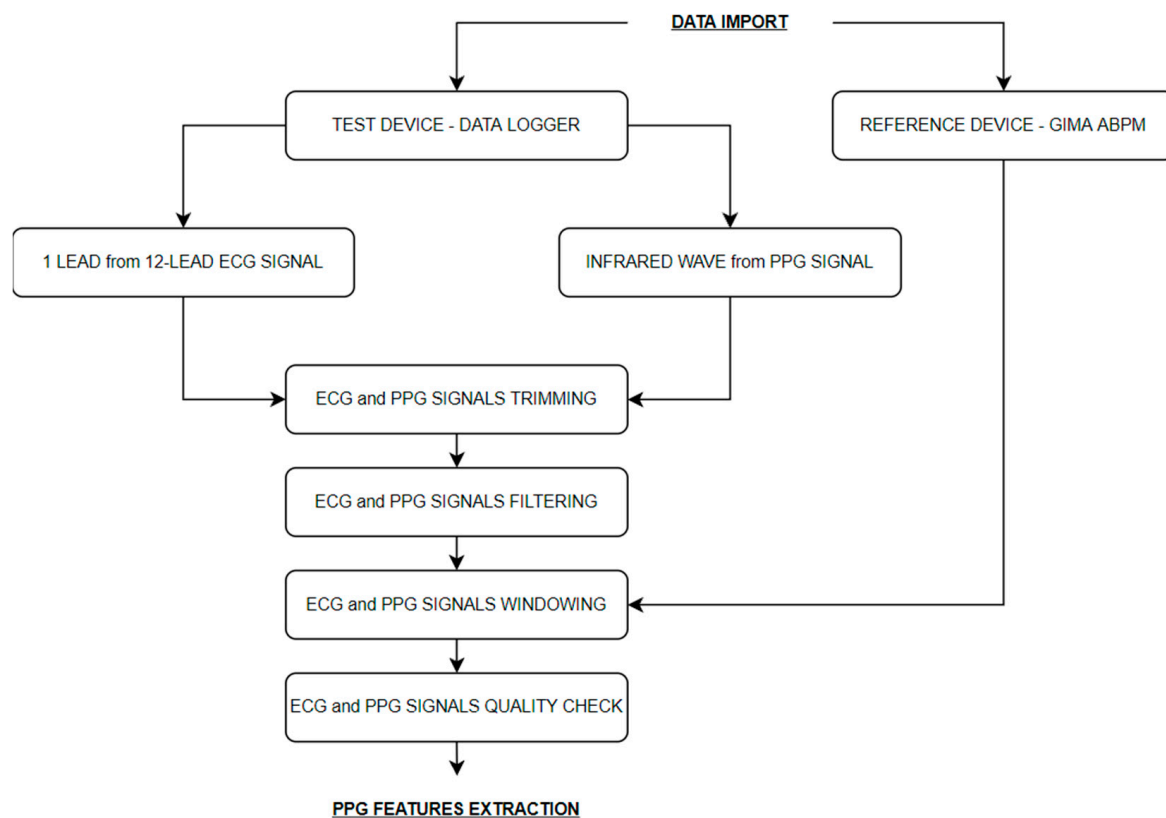 DATA IMPORT
TEST DEVICE - DATA LOGGER
REFERENCE DEVICE - GIMA ABPM
1 LEAD from 12-LEAD ECG SIGNAL
INFRARED WAVE from PPG SIGNAL
ECG and PPG SIGNALS TRIMMING
ECG and PPG SIGNALS FILTERING
ECG and PPG SIGNALS WINDOWING
ECG and PPG SIGNALS QUALITY CHECK
PPG FEATURES EXTRACTION